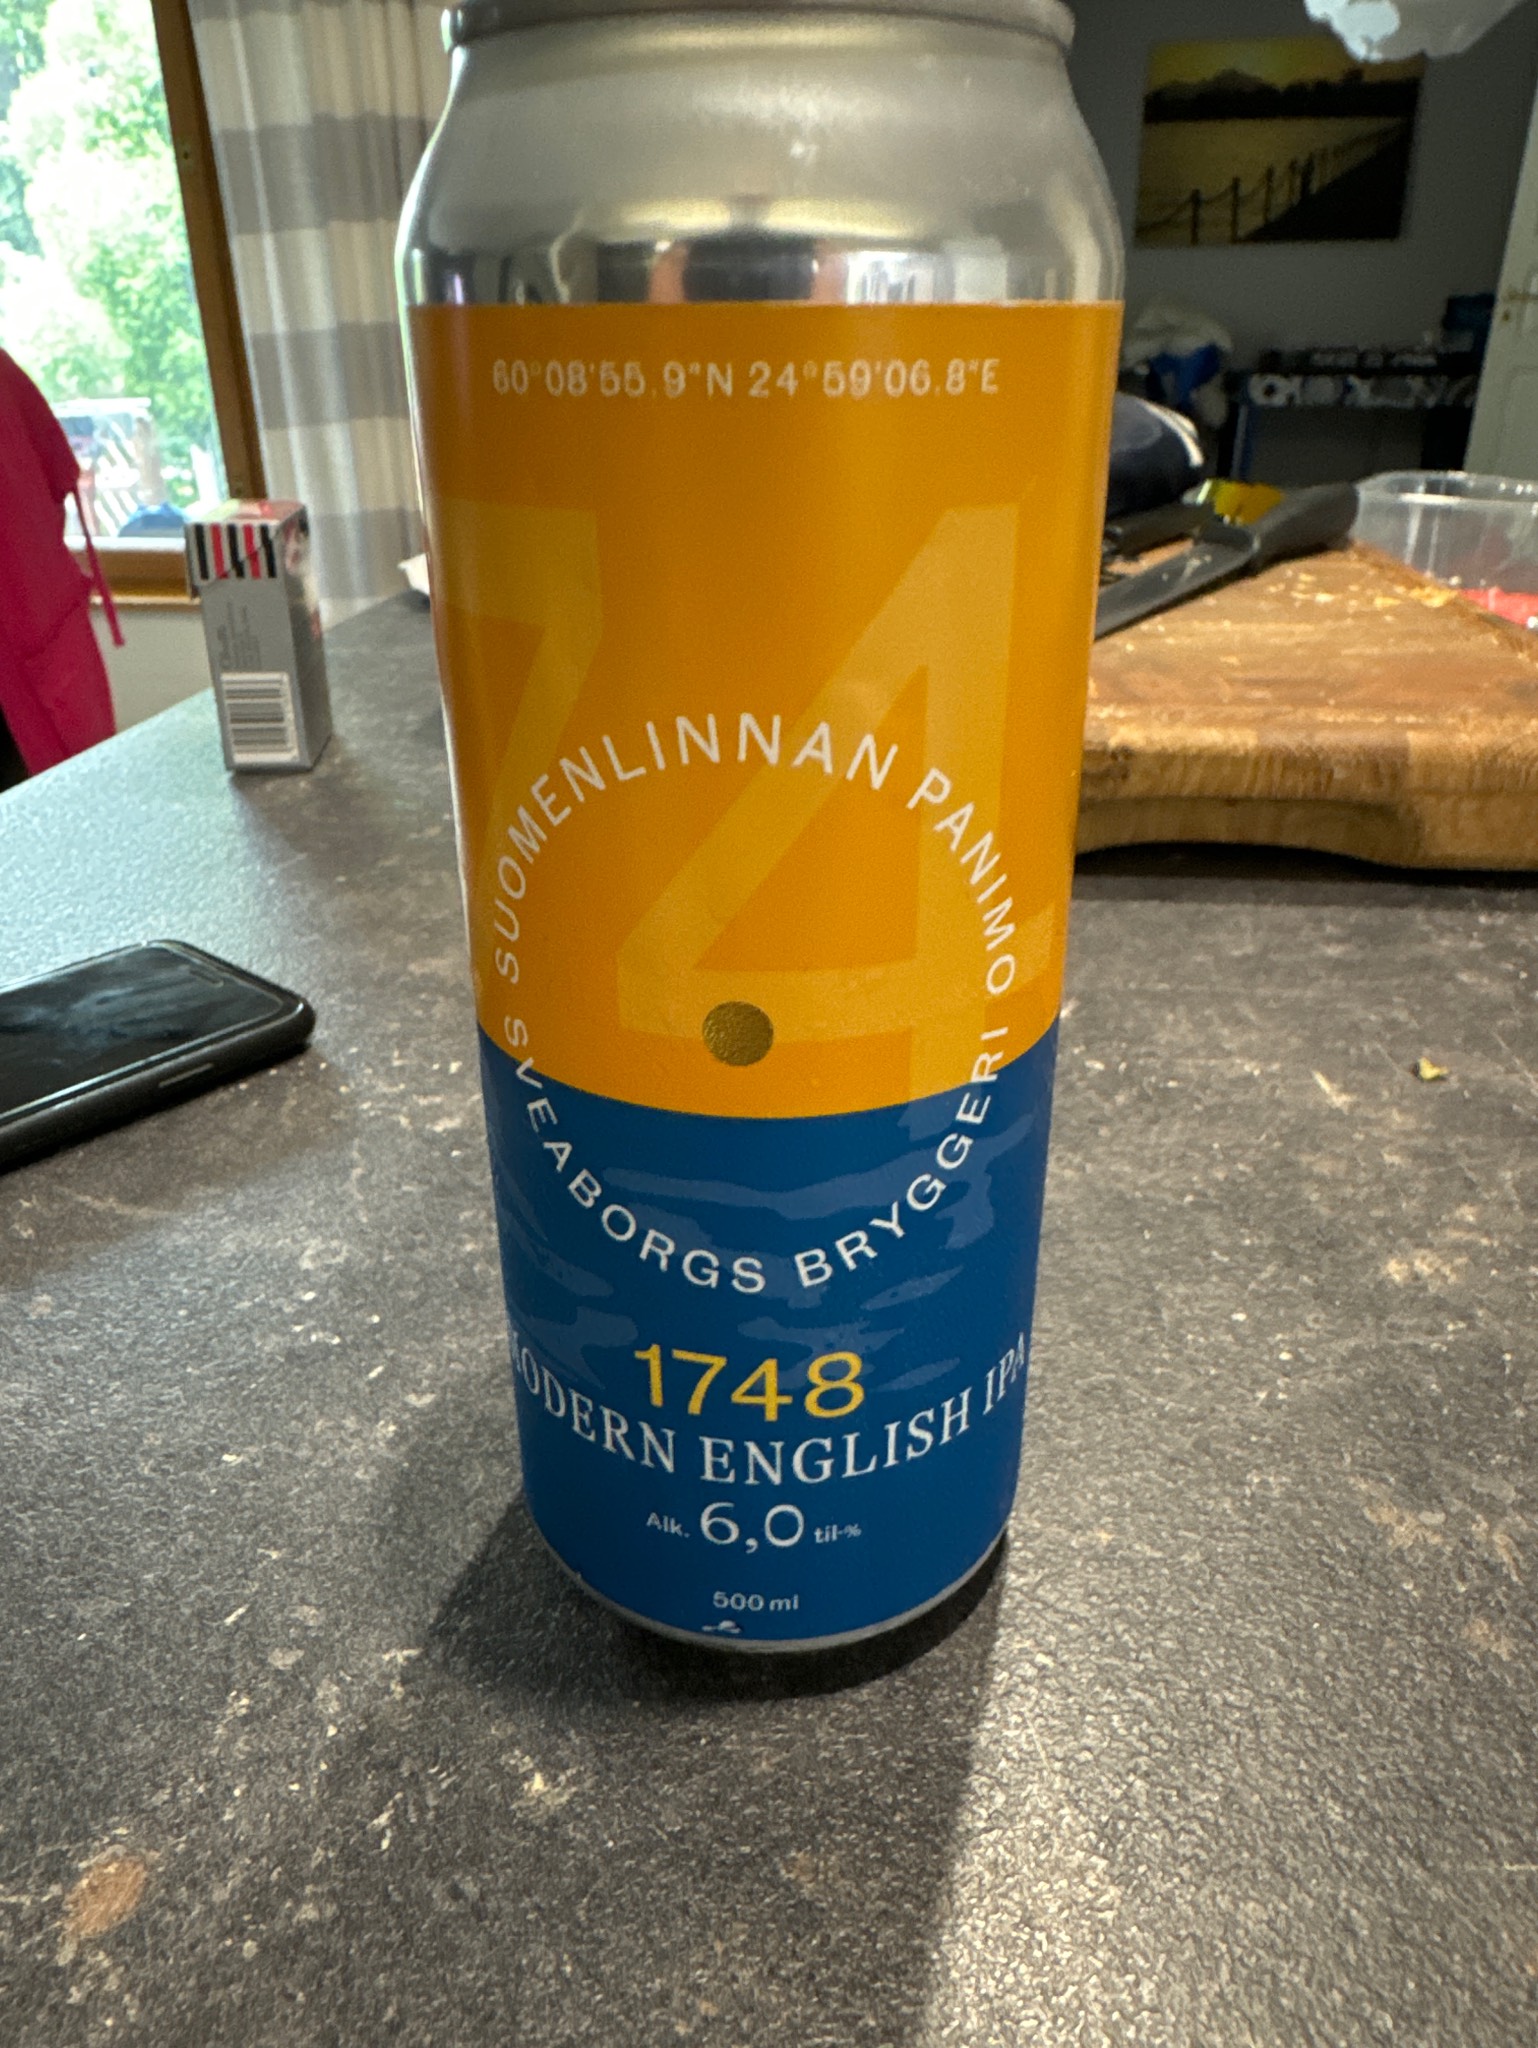 60°08'55.9"N 24°59'06.8"E
74
SUOMENLINNAN PANIMO
SVEABORGS BRYGGERI
1748
MODERN ENGLISH IPA
Alk. 6,0 til-%
500 ml